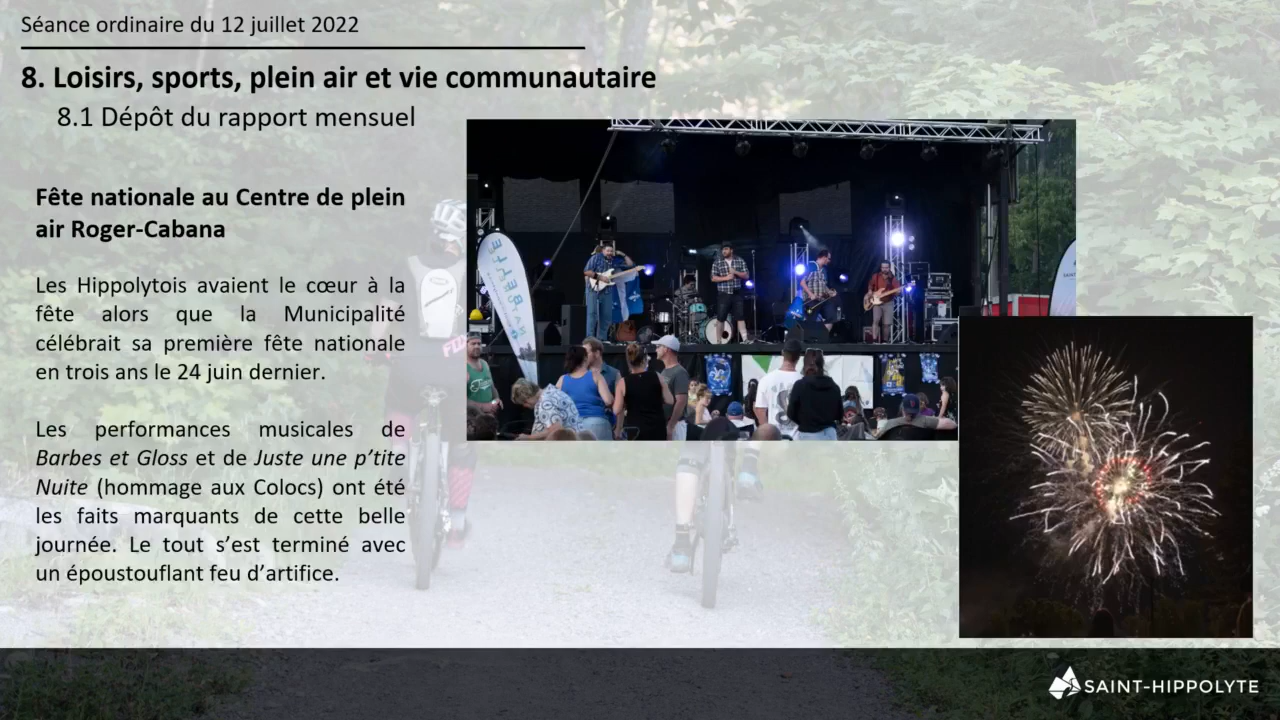 Séance ordinaire du 12 juillet 2022
8. Loisirs, sports, plein air et vie communautaire
8.1 Dépôt du rapport mensuel
Fête nationale au Centre de plein
air Roger-Cabana
Les Hippolytois avaient le cœur à la
fête alors que la Municipalité
célébrait sa première fête nationale
en trois ans le 24 juin dernier.
Les performances musicales de
Barbes et Gloss et de Juste une p’tite
Nuite (hommage aux Colocs) ont été
les faits marquants de cette belle
journée. Le tout s’est terminé avec
un époustouflant feu d’artifice.
SAINT-HIPPOLYTE